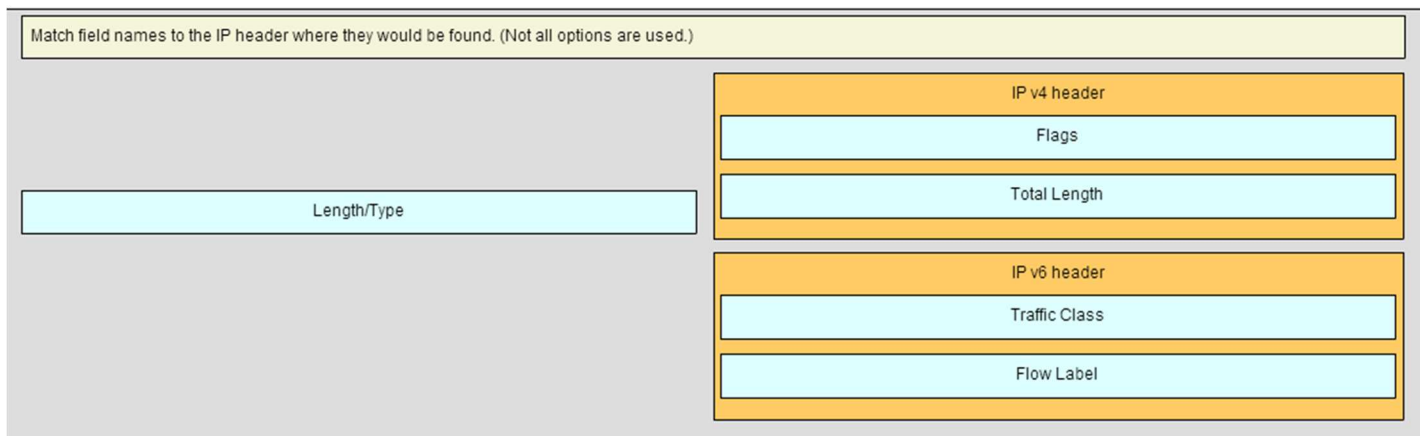 Match field names to the IP header where they would be found. (Not all options are used.)
IP v4 header
Flags
Total Length
Length/Type
IP v6 header
Traffic Class
Flow Label